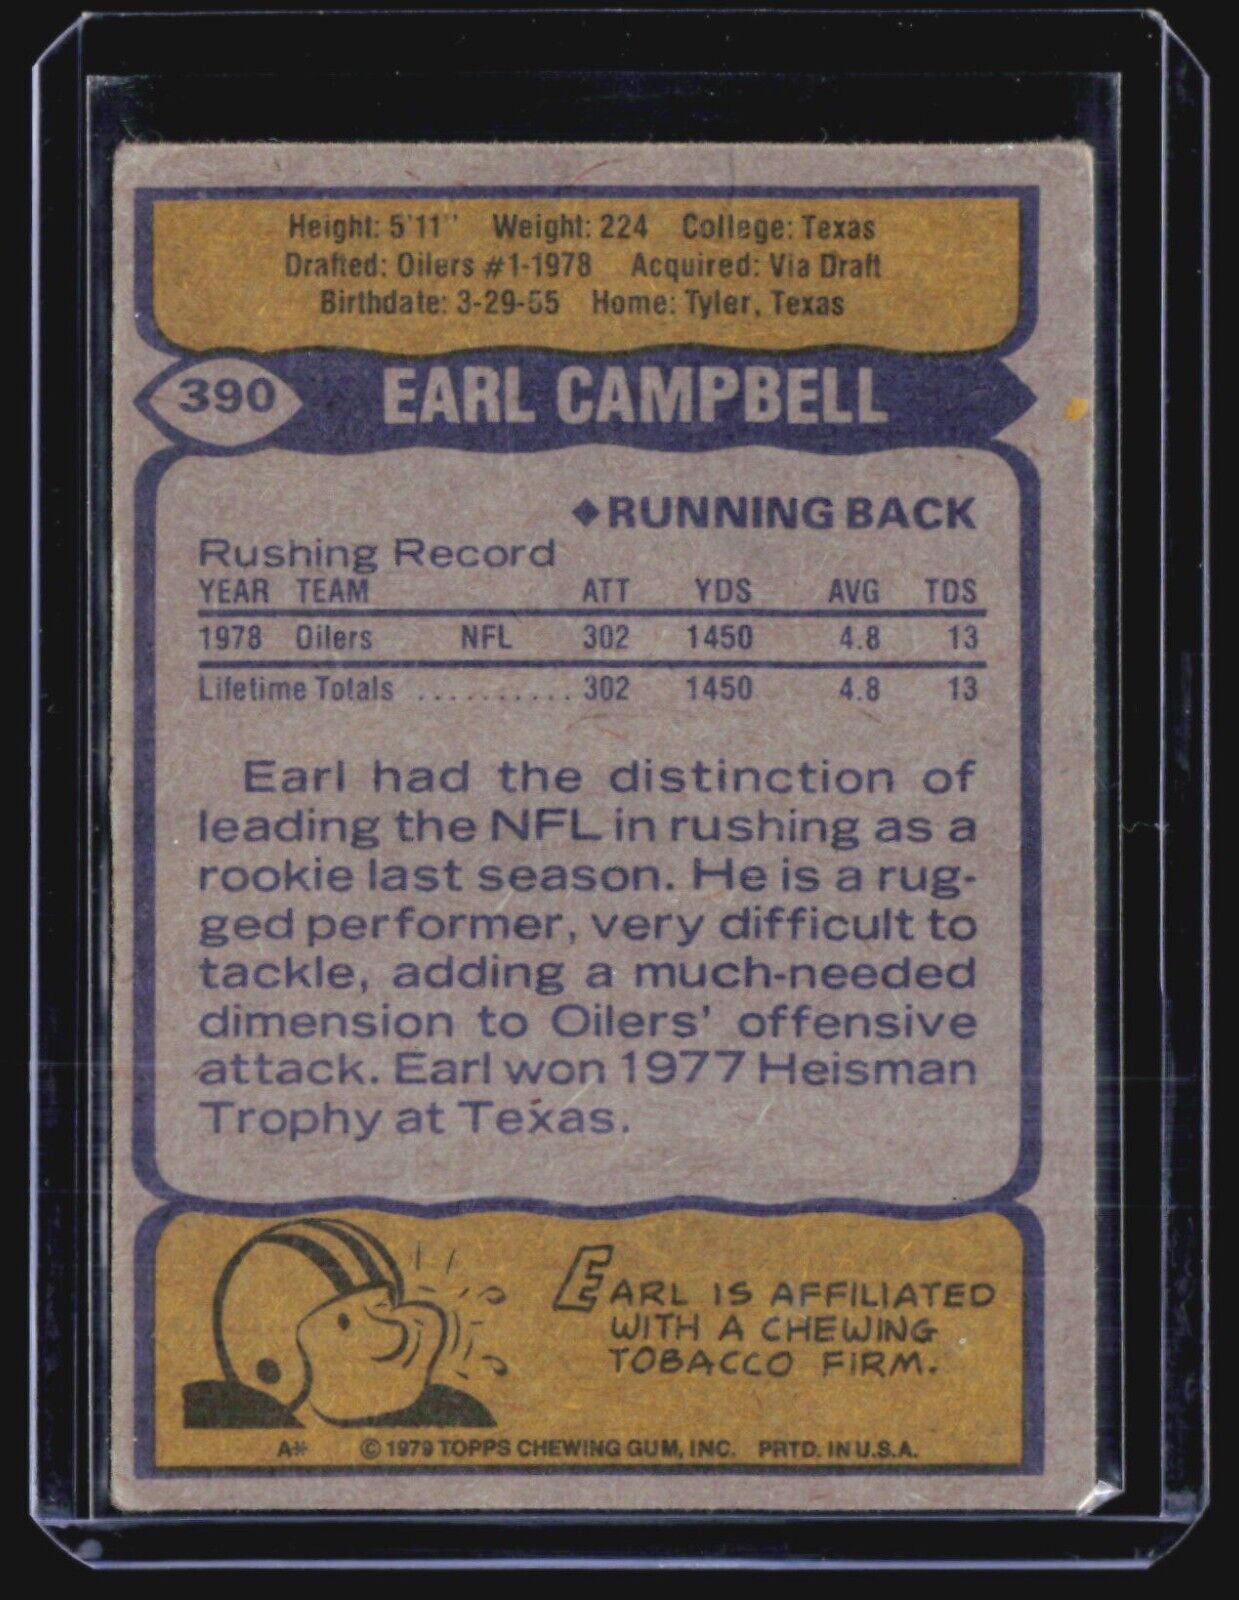 Height: 5'11" Weight: 224 College: Texas
Drafted: Oilers #1-1978 Acquired: Via Draft
Birthdate: 3-29-55 Home: Tyler, Texas
390 EARL CAMPBELL
◆RUNNING BACK
Rushing Record
YEAR TEAM ATT YDS AVG TDS
1978 Oilers NFL 302 1450 4.8 13
Lifetime Totals .......... 302 1450 4.8 13
Earl had the distinction of
leading the NFL in rushing as a
rookie last season. He is a rug-
ged performer, very difficult to
tackle, adding a much-needed
dimension to Oilers' offensive
attack. Earl won 1977 Heisman
Trophy at Texas.
EARL IS AFFILIATED
WITH A CHEWING
TOBACCO FIRM.
A* © 1979 TOPPS CHEWING GUM, INC. PRTD. IN U.S.A.